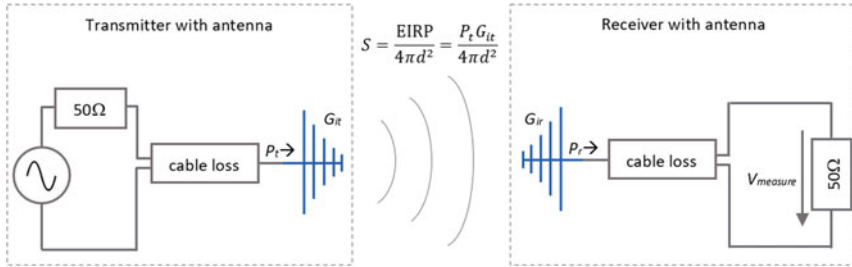 Transmitter with antenna
50Ω
cable loss
Pt→
Git
S = EIRP/4πd² = PtGit/4πd²
Receiver with antenna
Gir
Pr→
cable loss
Vmeasure
50Ω